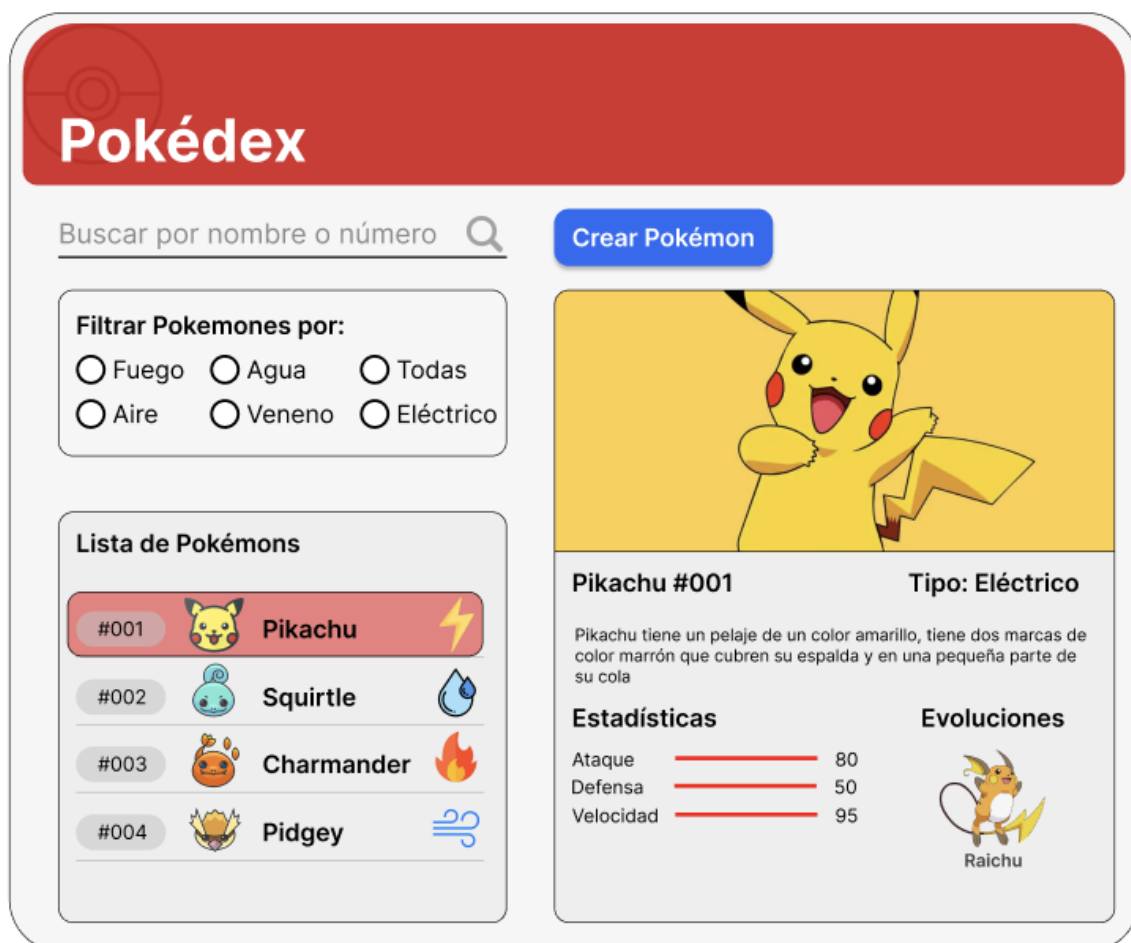 Pokédex
Buscar por nombre o número
Crear Pokémon
Filtrar Pokemones por:
Fuego Agua Todas
Aire Veneno Eléctrico
Lista de Pokémons
#001 Pikachu
#002 Squirtle
#003 Charmander
#004 Pidgey
Pikachu #001 Tipo: Eléctrico
Pikachu tiene un pelaje de un color amarillo, tiene dos marcas de
color marrón que cubren su espalda y en una pequeña parte de
su cola
Estadísticas Evoluciones
Ataque 80
Defensa 50
Velocidad 95
Raichu